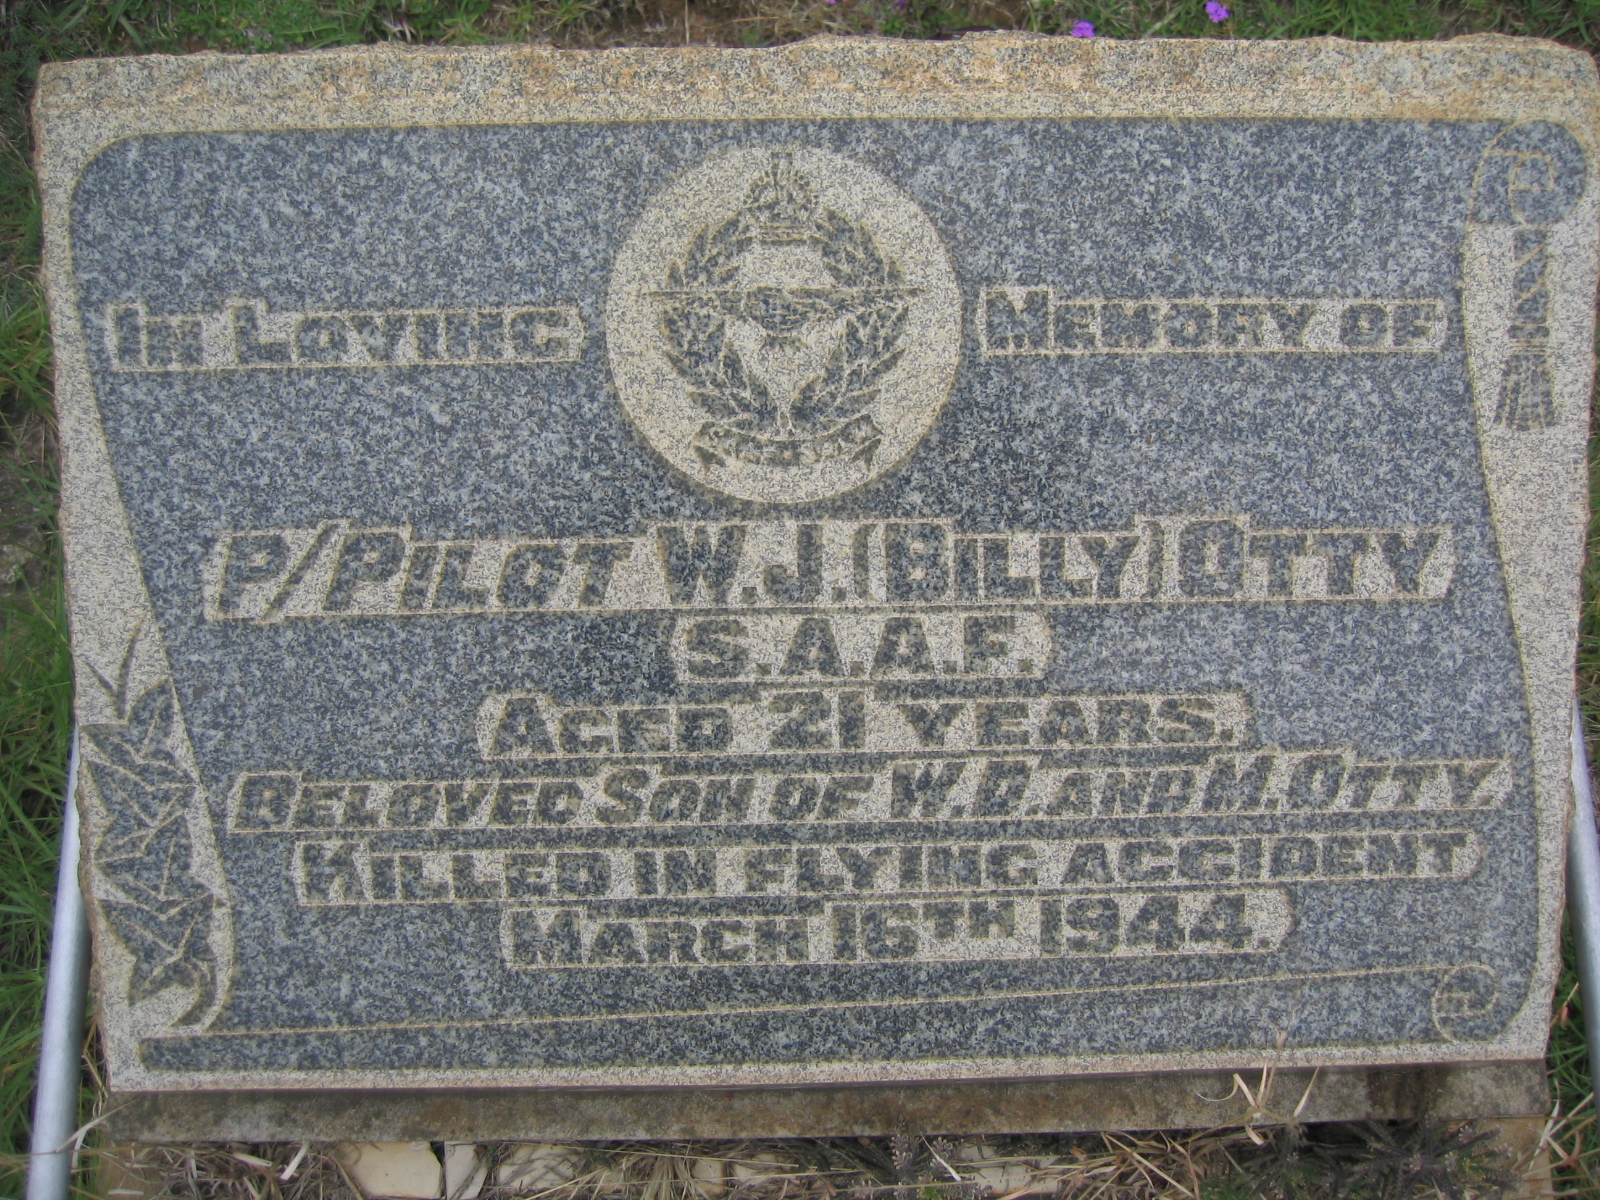 In Loving Memory of
P/Pilot W.J. (Billy) Otty
S.A.A.F.
Aged 21 years.
Beloved Son of W.D. and M. Otty.
Killed in flying accident
March 16th 1944.